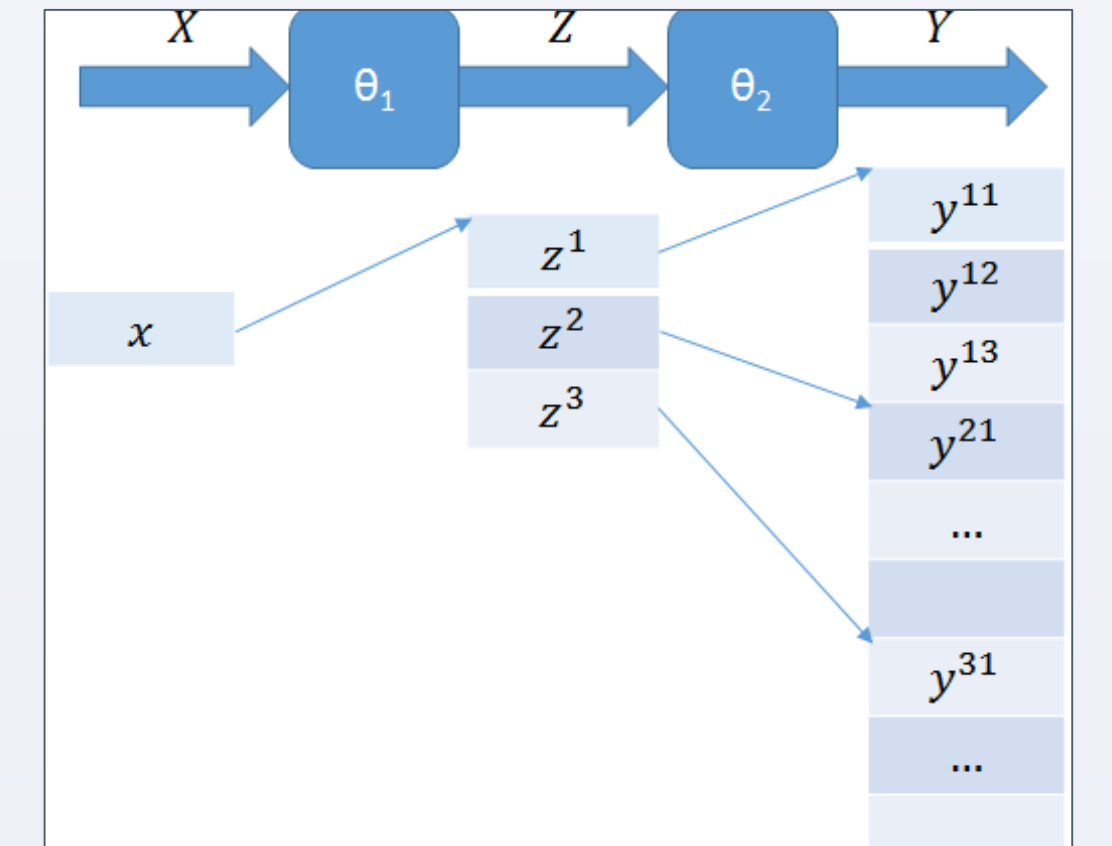 X Z Y
θ₁ θ₂
y¹¹
z¹
y¹²
x z²
y¹³
z³
y²¹
...
y³¹
...